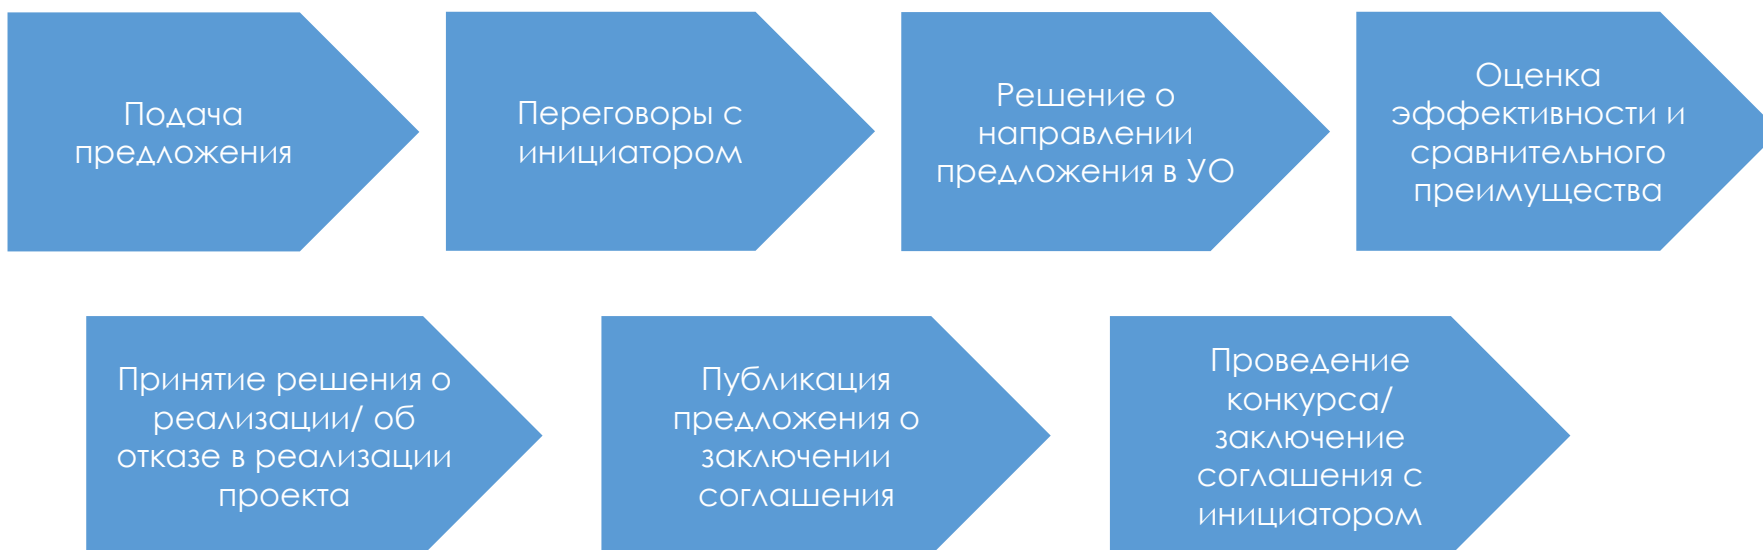 Подача
предложения
Переговоры с
инициатором
Решение о
направлении
предложения в УО
Оценка
эффективности и
сравнительного
преимущества
Принятие решения о
реализации/ об
отказе в реализации
проекта
Публикация
предложения о
заключении
соглашения
Проведение
конкурса/
заключение
соглашения с
инициатором